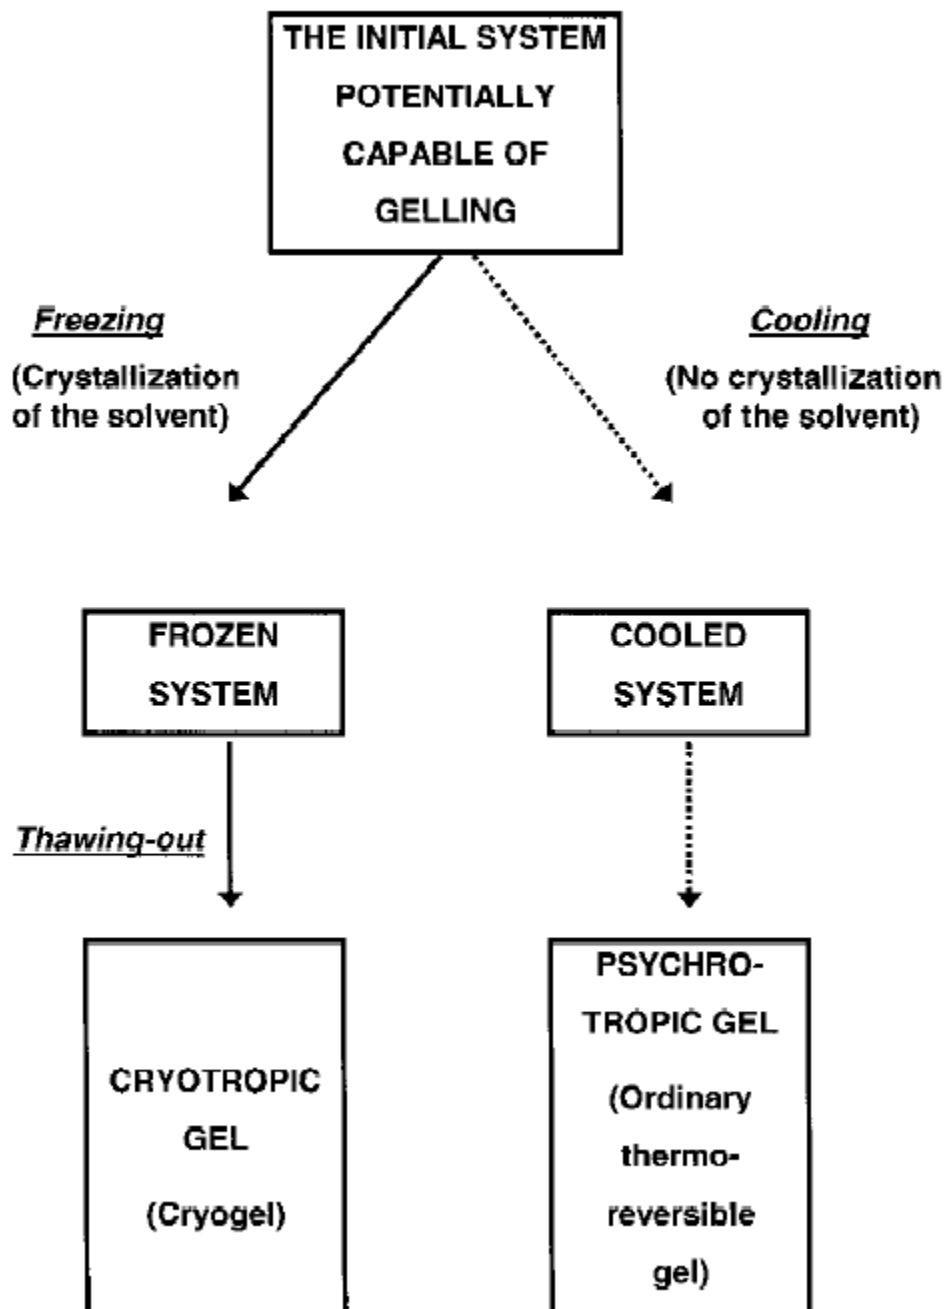 THE INITIAL SYSTEM
POTENTIALLY
CAPABLE OF
GELLING
Freezing
(Crystallization
of the solvent)
Cooling
(No crystallization
of the solvent)
FROZEN
SYSTEM
COOLED
SYSTEM
Thawing-out
CRYOTROPIC
GEL
(Cryogel)
PSYCHRO-
TROPIC GEL
(Ordinary
thermo-
reversible
gel)